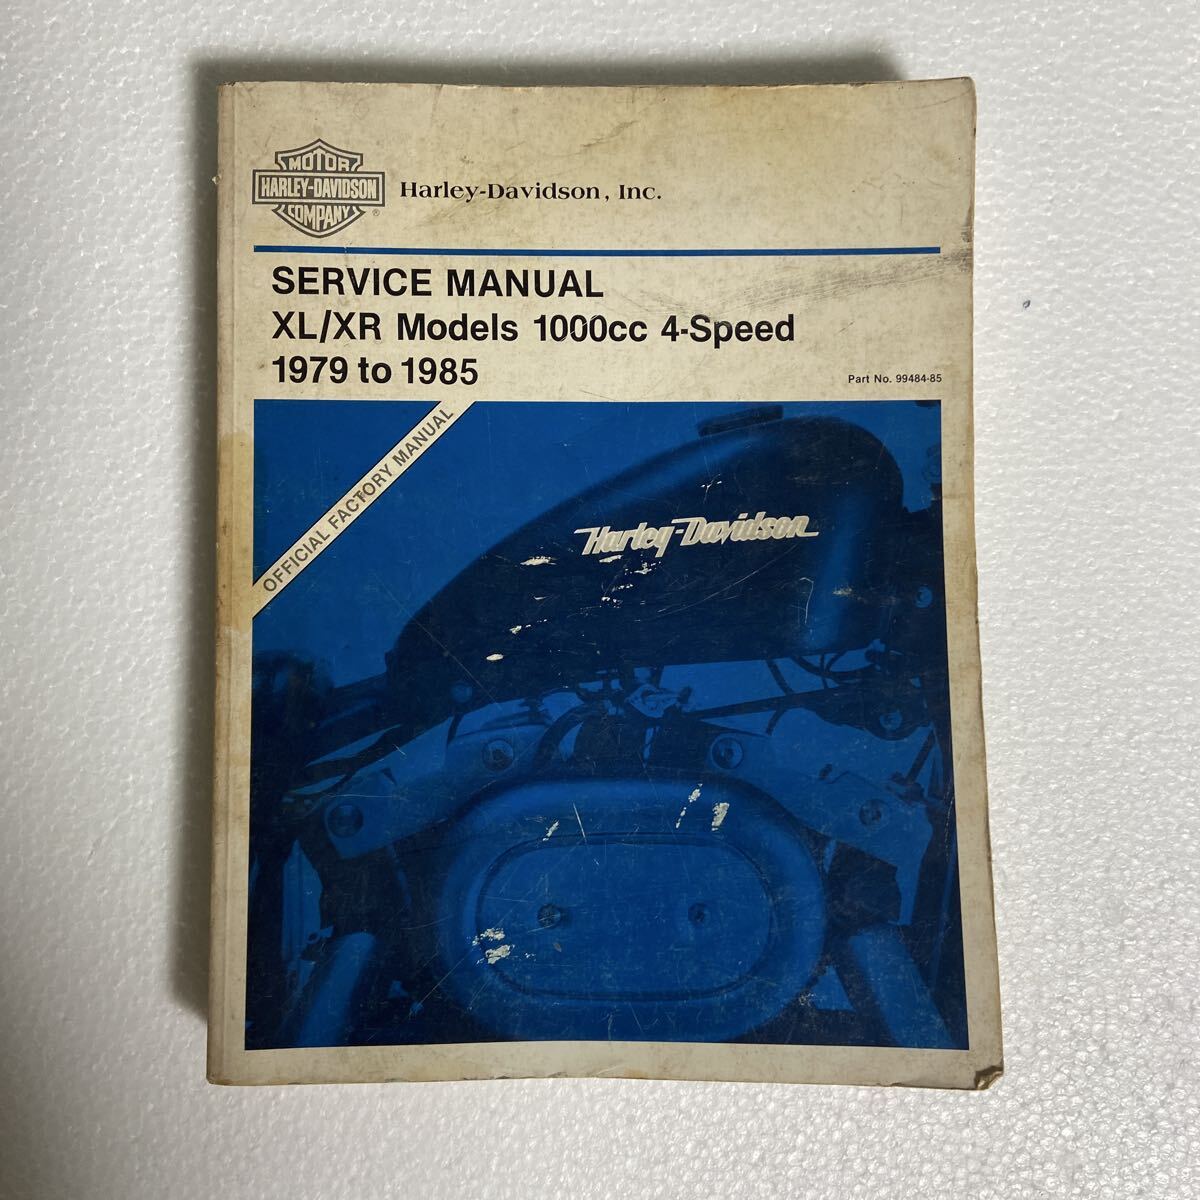 MOTOR
HARLEY-DAVIDSON
COMPANY
®
Harley-Davidson, Inc.
SERVICE MANUAL
XL/XR Models 1000cc 4-Speed
1979 to 1985
Part No. 99484-85
OFFICIAL FACTORY MANUAL
Harley-Davidson